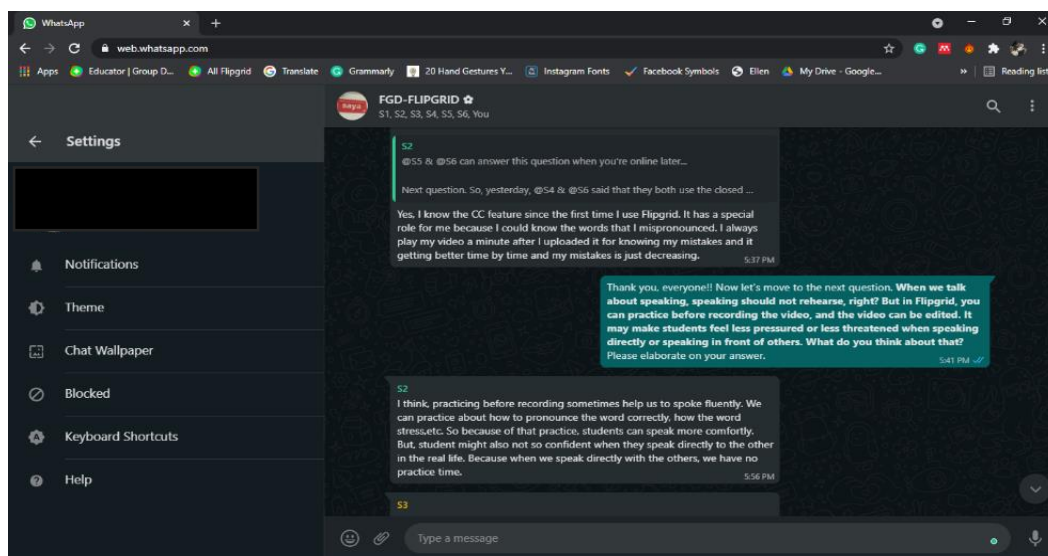 WhatsApp
web.whatsapp.com
Apps
Educator | Group D...
All Flipgrid
Translate
Grammarly
20 Hand Gestures Y...
Instagram Fonts
Facebook Symbols
Ellen
My Drive - Google...
»
Reading list
Settings
Notifications
Theme
Chat Wallpaper
Blocked
Keyboard Shortcuts
Help
FGD-FLIPGRID ✿
S1, S2, S3, S4, S5, S6, You
S2
@S5 & @S6 can answer this question when you're online later...
Next question. So, yesterday, @S4 & @S6 said that they both use the closed ...
Yes, I know the CC feature since the first time I use Flipgrid. It has a special
role for me because I could know the words that I mispronounced. I always
play my video a minute after I uploaded it for knowing my mistakes and it
getting better time by time and my mistakes is just decreasing.
5:37 PM
Thank you, everyone!! Now let's move to the next question. When we talk
about speaking, speaking should not rehearse, right? But in Flipgrid, you
can practice before recording the video, and the video can be edited. It
may make students feel less pressured or less threatened when speaking
directly or speaking in front of others. What do you think about that?
Please elaborate on your answer.
5:41 PM
S2
I think, practicing before recording sometimes help us to spoke fluently. We
can practice about how to pronounce the word correctly, how the word
stress,etc. So because of that practice, students can speak more comfortly.
But, student might also not so confident when they speak directly to the other
in the real life. Because when we speak directly with the others, we have no
practice time.
5:56 PM
S3
Type a message